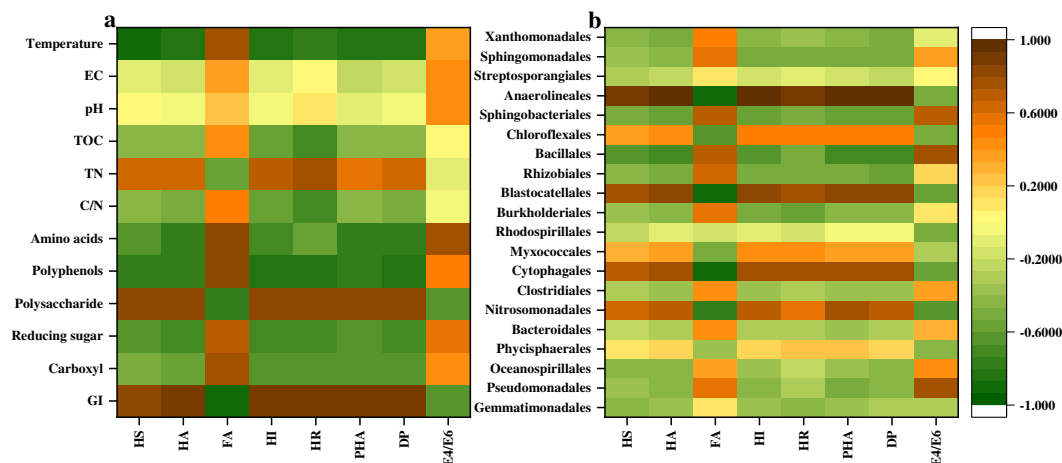 a
Temperature
EC
pH
TOC
TN
C/N
Amino acids
Polyphenols
Polysaccharide
Reducing sugar
Carboxyl
GI
HS
HA
FA
HI
HR
PHA
DP
E4/E6
b
Xanthomonadales
Sphingomonadales
Streptosporangiales
Anaerolineales
Sphingobacteriales
Chloroflexales
Bacillales
Rhizobiales
Blastocatellales
Burkholderiales
Rhodospirillales
Myxococcales
Cytophagales
Clostridiales
Nitrosomonadales
Bacteroidales
Phycisphaerales
Oceanospirillales
Pseudomonadales
Gemmatimonadales
HS
HA
FA
HI
HR
PHA
DP
E4/E6
1.000
0.6000
0.2000
-0.2000
-0.6000
-1.000